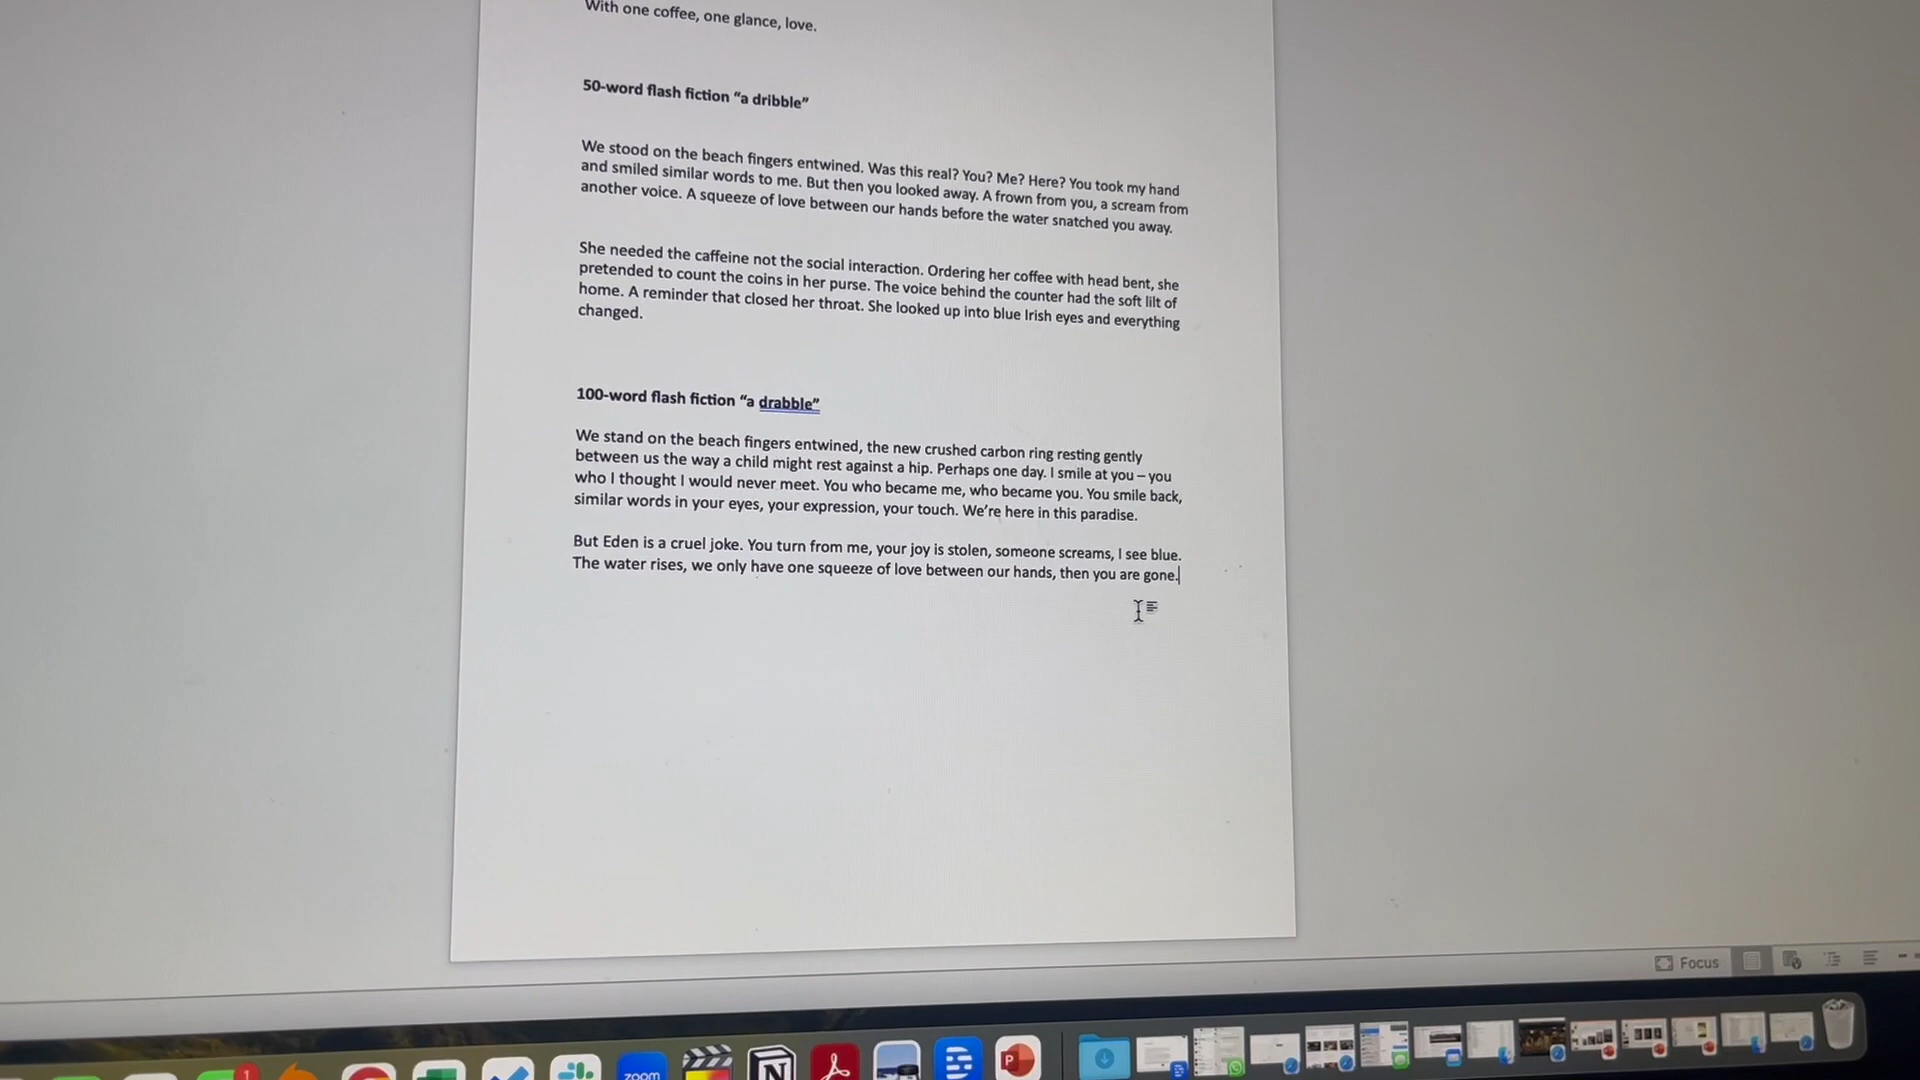 With one coffee, one glance, love.
50-word flash fiction “a dribble”
We stood on the beach fingers entwined. Was this real? You? Me? Here? You took my hand
and smiled similar words to me. But then you looked away. A frown from you, a scream from
another voice. A squeeze of love between our hands before the water snatched you away.
She needed the caffeine not the social interaction. Ordering her coffee with head bent, she
pretended to count the coins in her purse. The voice behind the counter had the soft lilt of
home. A reminder that closed her throat. She looked up into blue Irish eyes and everything
changed.
100-word flash fiction “a drabble”
We stand on the beach fingers entwined, the new crushed carbon ring resting gently
between us the way a child might rest against a hip. Perhaps one day. I smile at you – you
who I thought I would never meet. You who became me, who became you. You smile back,
similar words in your eyes, your expression, your touch. We’re here in this paradise.
But Eden is a cruel joke. You turn from me, your joy is stolen, someone screams, I see blue.
The water rises, we only have one squeeze of love between our hands, then you are gone.
Focus
1
zoom
N
P